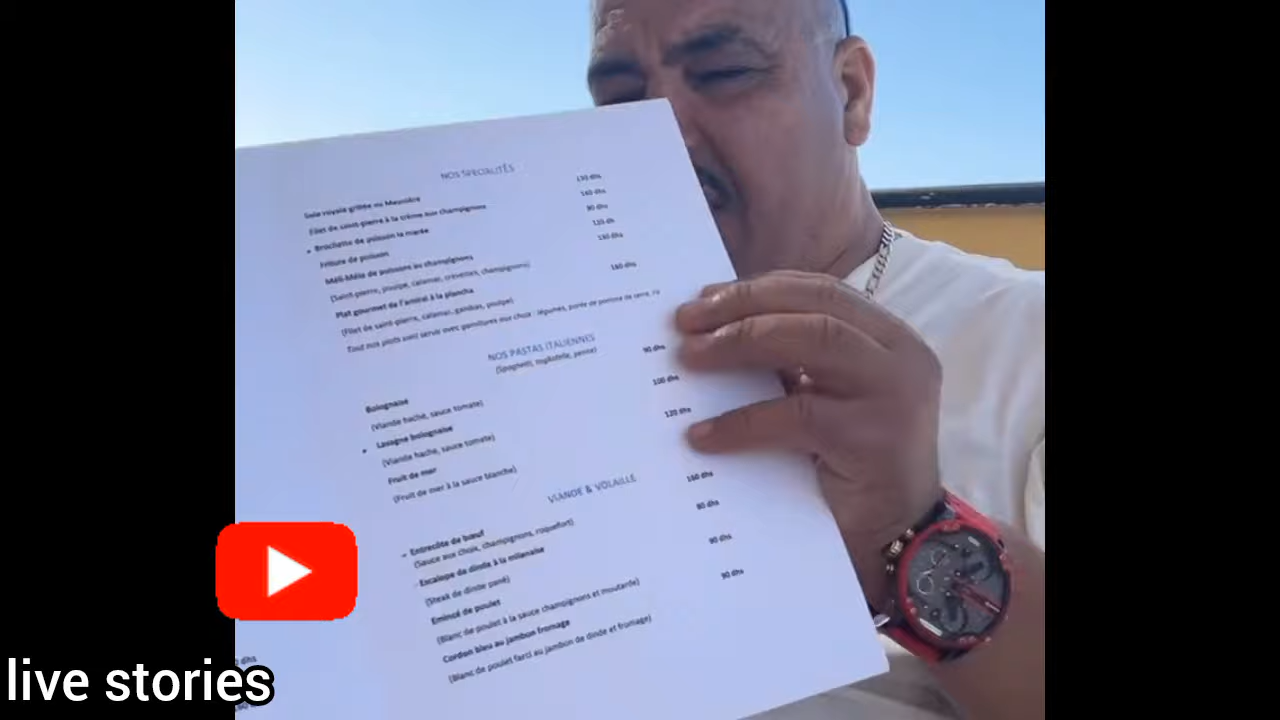 NOS SPECIALITÉS
Sole royale grillée ou Meunière 130 dhs
Filet de saint-pierre à la crème aux champignons 140 dhs
Brochette de poisson la marée 90 dhs
Friture de poisson 120 dh
Méli-Mélo de poissons au champignons 130 dhs
(Saint-pierre, poulpe, calamar, crevettes, champignons)
Plat gourmet de l'amiral à la plancha 160 dhs
(Filet de saint-pierre, calamar, gambas, poulpe)
Tout nos plats sont servis avec garnitures aux choix : légumes, purée de pomme de terre, riz
NOS PASTAS ITALIENNES
(Spaghetti, tagliatelle, penne)
Bolognaise 90 dhs
(Viande haché, sauce tomate)
Lasagne bolognaise 100 dhs
(Viande hache, sauce tomate)
Fruit de mer 120 dhs
(Fruit de mer à la sauce blanche)
VIANDE & VOLAILLE
Entrecôte de bœuf 160 dhs
(Sauce aux choix, champignons, roquefort)
Escalope de dinde à la milanaise 80 dhs
(Steak de dinde pané)
Emincé de poulet 90 dhs
(Blanc de poulet à la sauce champignons et moutarde)
Cordon bleu au jambon fromage 90 dhs
(Blanc de poulet farci au jambon de dinde et fromage)
dhs
live stories